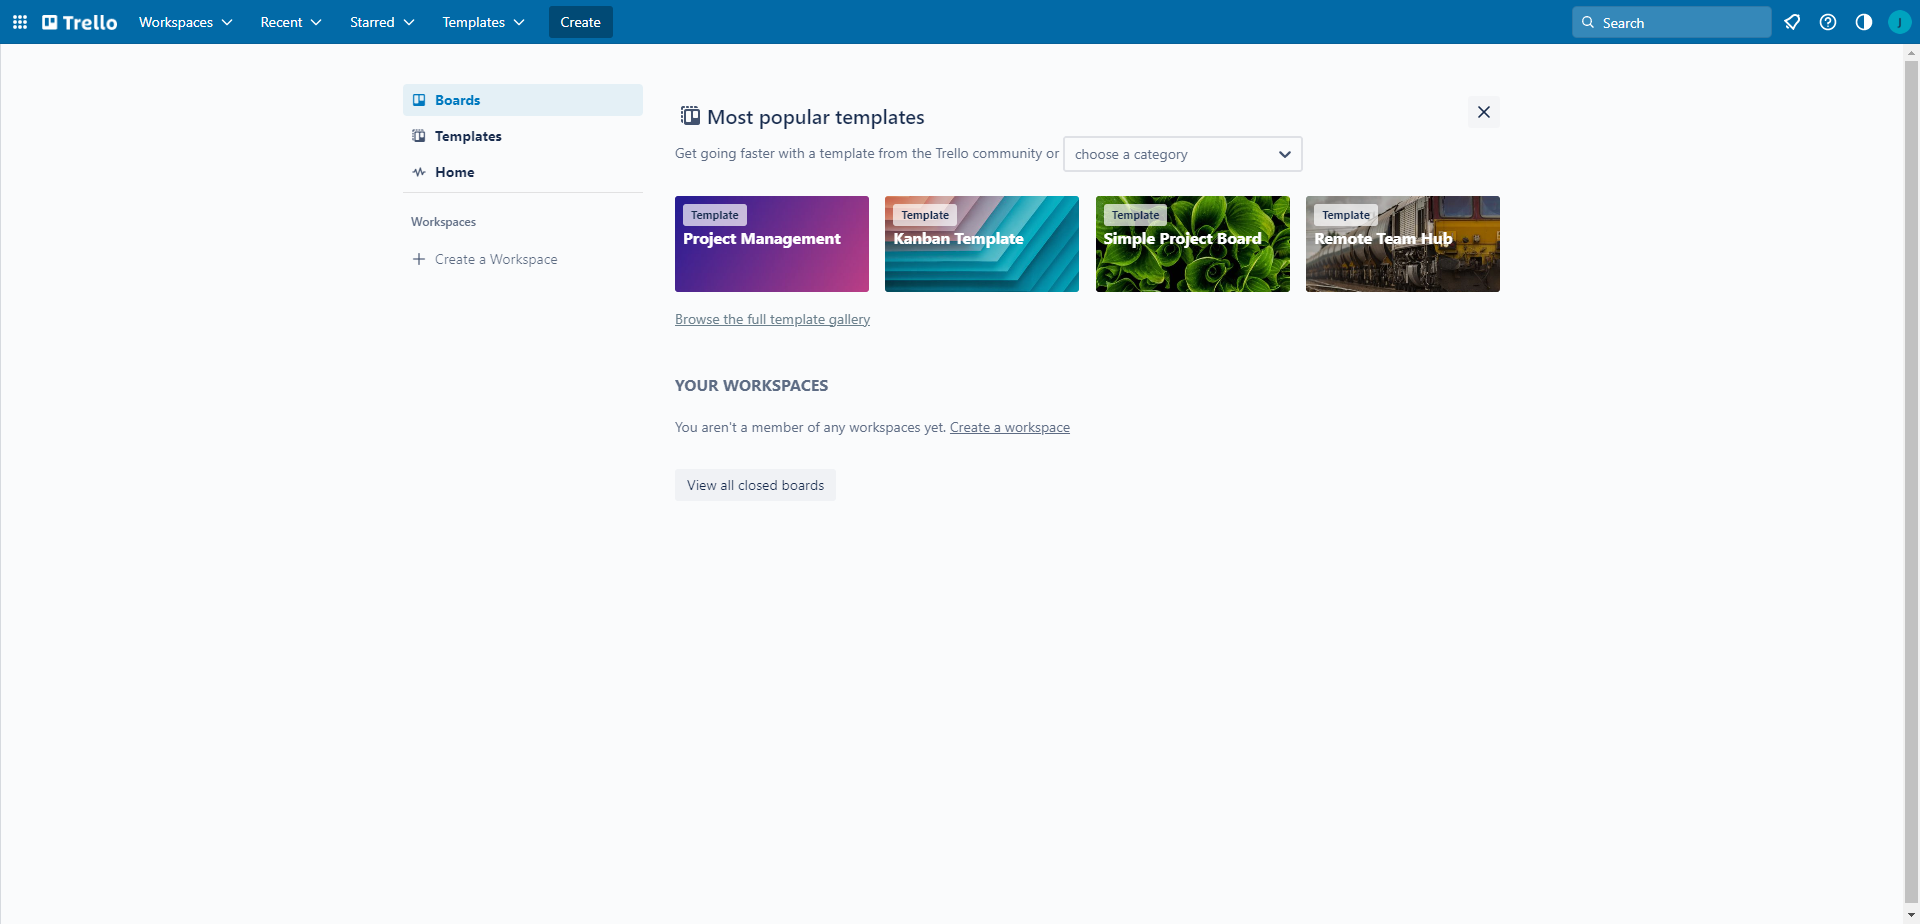 Trello Workspaces Recent Starred Templates Create Search J
Boards
Templates
Home
Workspaces
Create a Workspace
Most popular templates
Get going faster with a template from the Trello community or choose a category
Template
Project Management
Template
Kanban Template
Template
Simple Project Board
Template
Remote Team Hub
Browse the full template gallery
YOUR WORKSPACES
You aren't a member of any workspaces yet. Create a workspace
View all closed boards